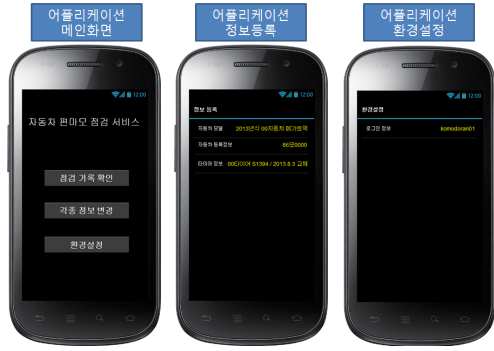 어플리케이션
메인화면
어플리케이션
정보등록
어플리케이션
환경설정
12:00
자동차 편마모 점검 서비스
점검 기록 확인
각종 정보 변경
환경설정
12:00
정보 등록
자동차 모델 2013년식 00자동차 메가트럭
자동차 등록정보 86모0000
타이어 정보 00타이어 S1394 / 2013.8.3 교체
12:00
환경설정
로그인 정보 komodoran01